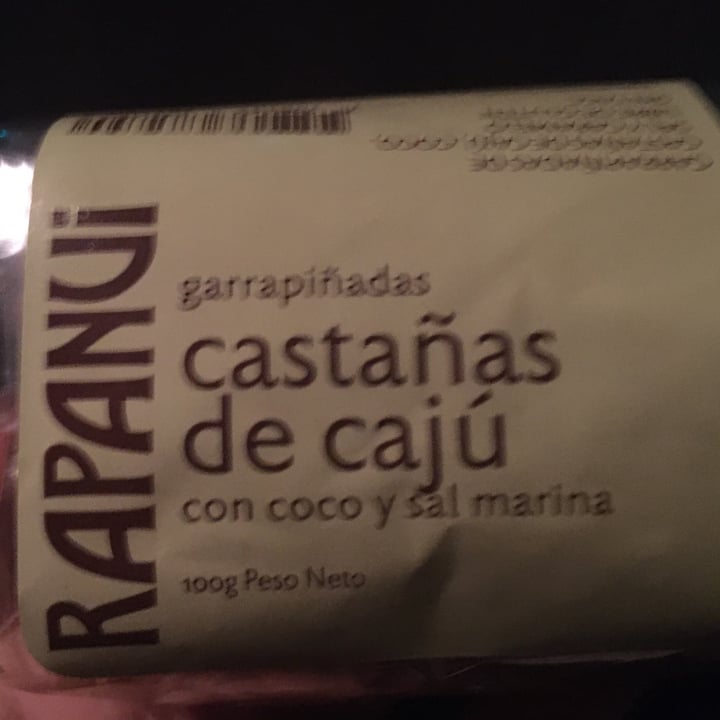 RAPANUi
garrapiñadas
castañas
de cajú
con coco y sal marina
100g Peso Neto